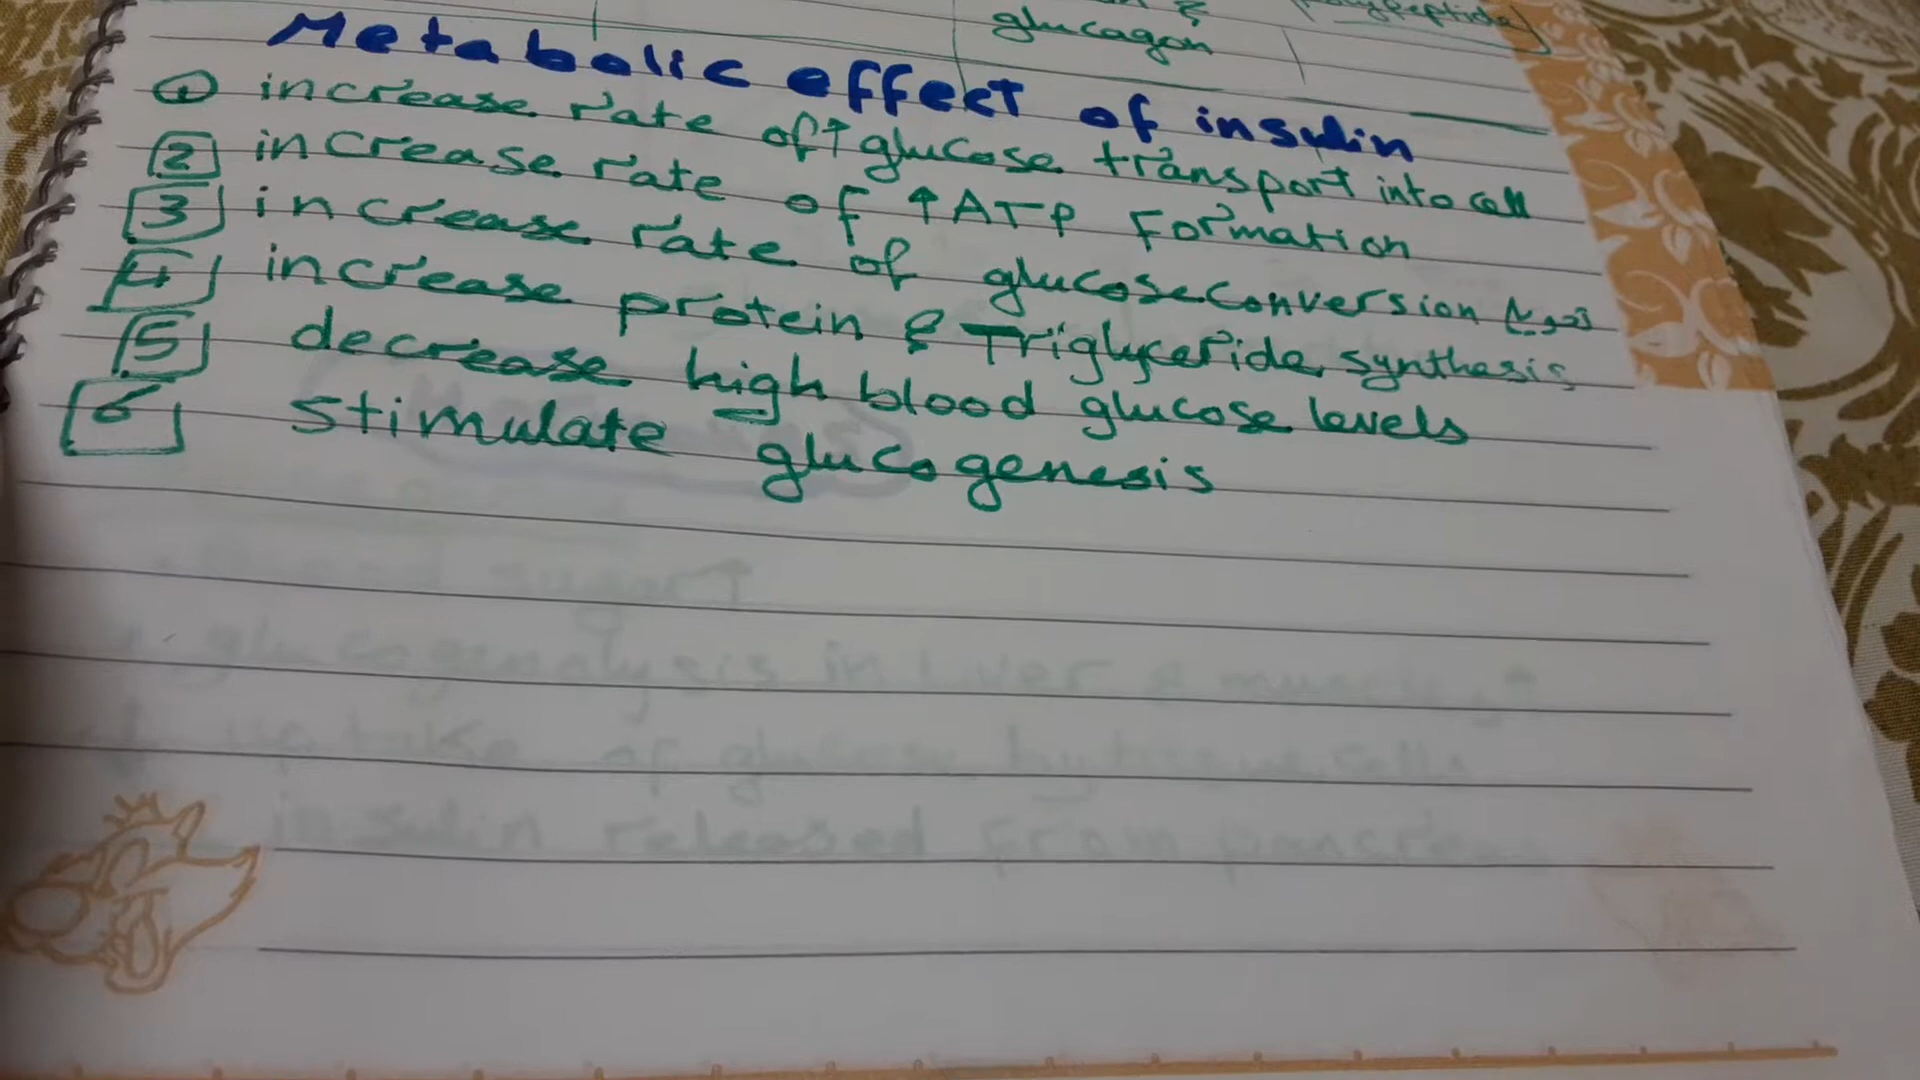 glucagon
Metabolic effect of insulin
① increase rate of ↑ glucose transport into cell
2 increase rate of ↑ ATP Formation
3 increase rate of glucose conversion تحويل
4 increase protein & Triglyceride synthesis
5 decrease high blood glucose levels
6 stimulate glucogenesis